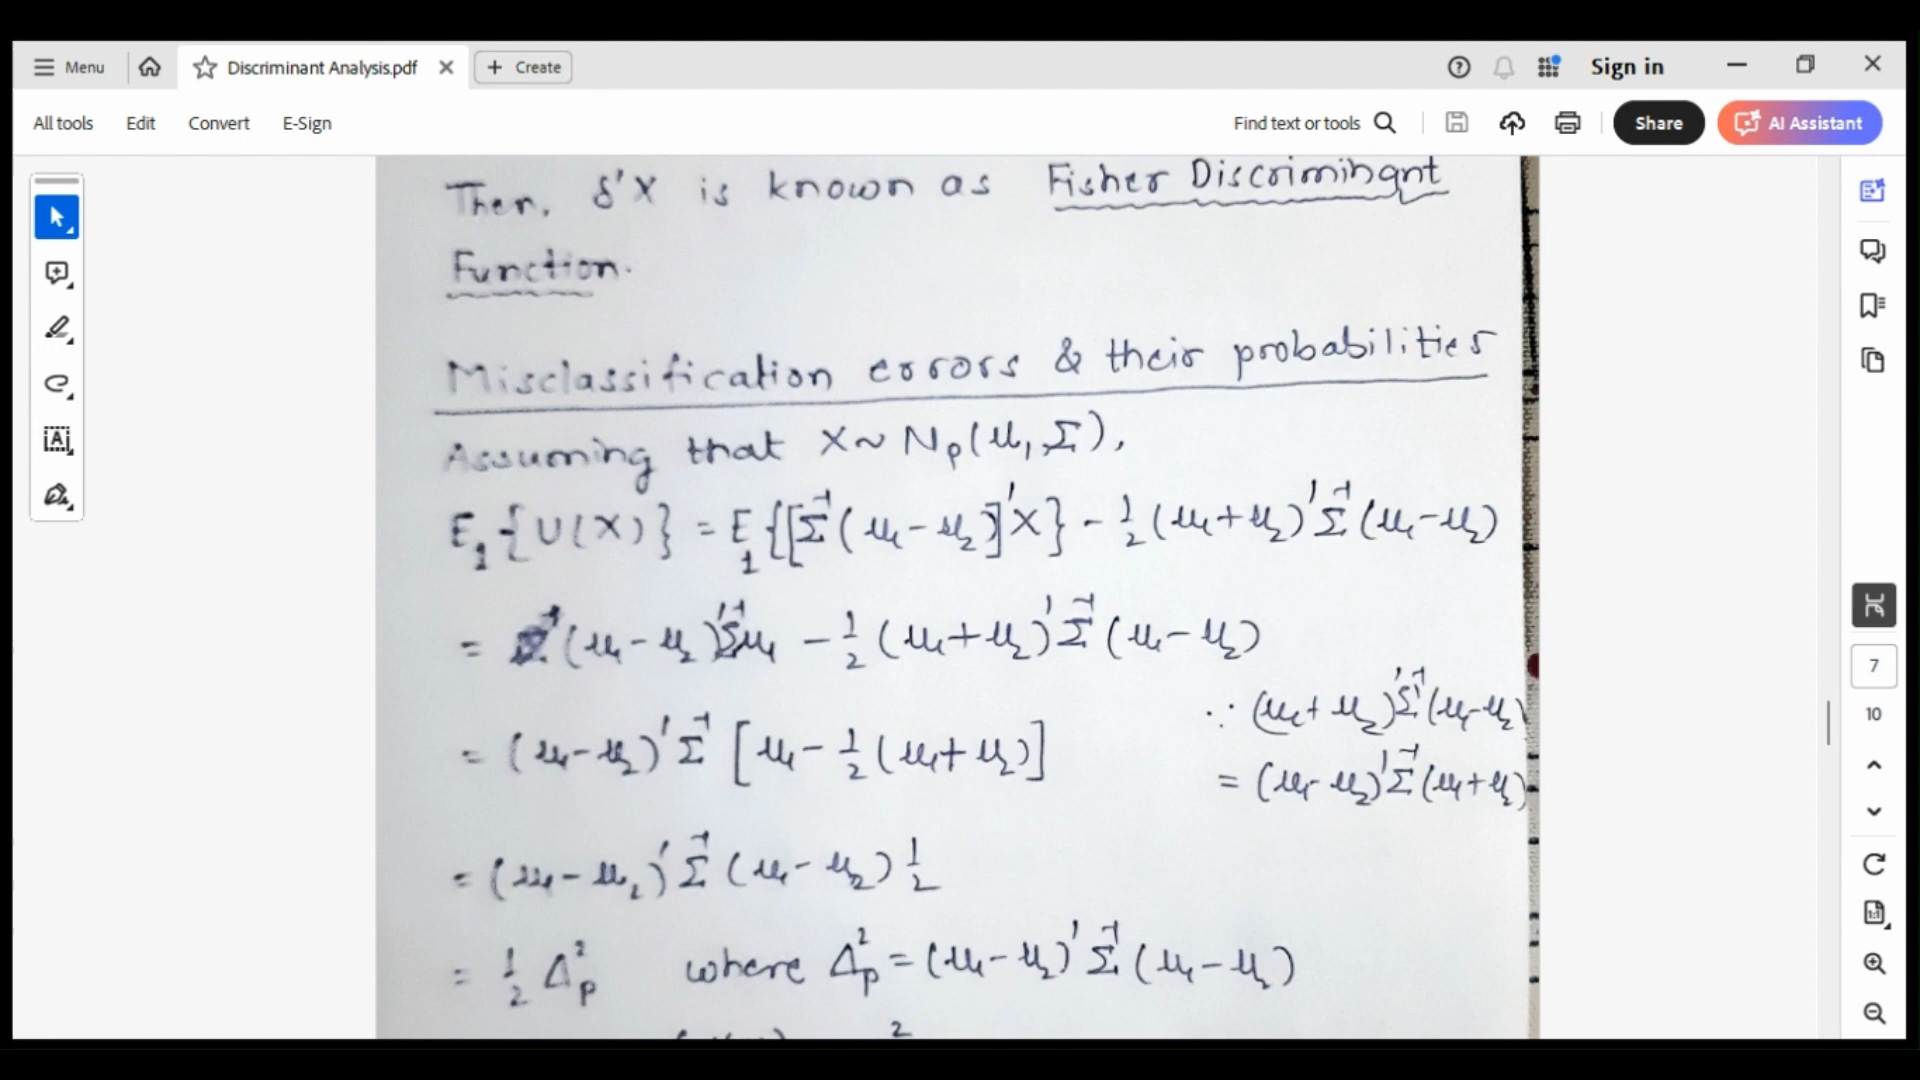 Menu
Discriminant Analysis.pdf
Create
Sign in
All tools
Edit
Convert
E-Sign
Find text or tools
Share
AI Assistant
Then, δ'X is known as Fisher Discriminant
Function.
Misclassification errors & their probabilities
Assuming that X ~ Np(μ, Σ),
E₁{U(X)} = E₁{[Σ⁻¹(μ₁ - μ₂)]'X} - ½(μ₁+μ₂)'Σ⁻¹(μ₁-μ₂)
= (μ₁ - μ₂)'Σ⁻¹μ₁ - ½(μ₁+μ₂)'Σ⁻¹(μ₁-μ₂)
∵ (μ₁+μ₂)'Σ⁻¹(μ₁-μ₂)
= (μ₁-μ₂)'Σ⁻¹[μ₁ - ½(μ₁+μ₂)]
= (μ₁-μ₂)'Σ⁻¹(μ₁+μ₂)
= (μ₁-μ₂)'Σ⁻¹(μ₁-μ₂)½
= ½Δ²p where Δ²p = (μ₁-μ₂)'Σ⁻¹(μ₁-μ₂)
7
10